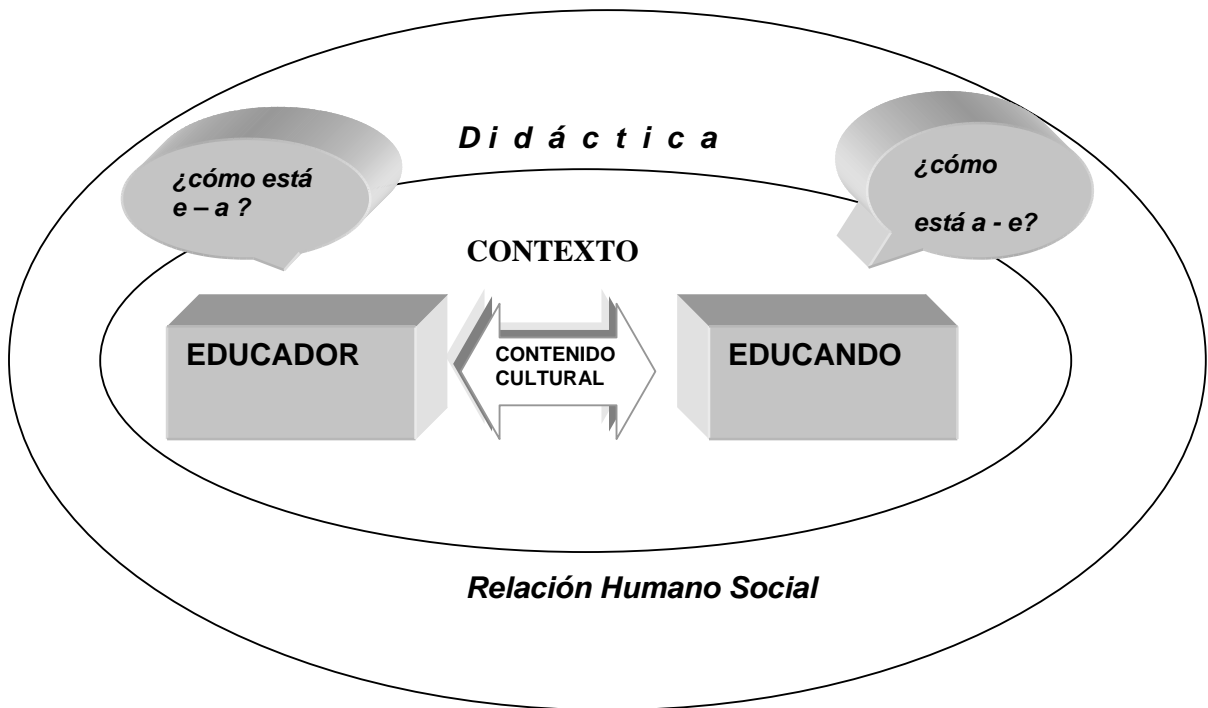 D i d á c t i c a
¿cómo está
e – a ?
¿cómo
está a - e?
CONTEXTO
EDUCADOR
CONTENIDO
CULTURAL
EDUCANDO
Relación Humano Social